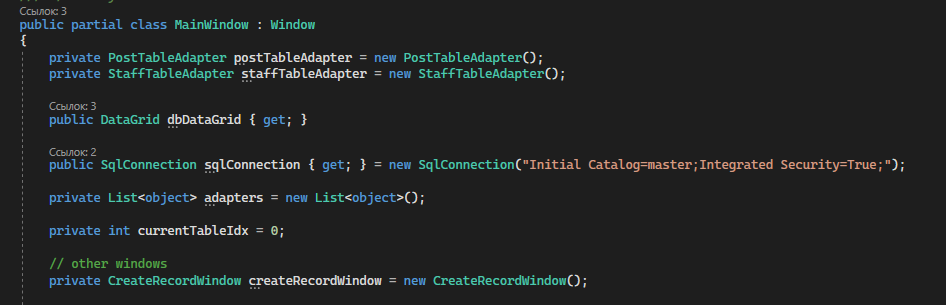 Ссылок: 3
public partial class MainWindow : Window
{
private PostTableAdapter postTableAdapter = new PostTableAdapter();
private StaffTableAdapter staffTableAdapter = new StaffTableAdapter();
Ссылок: 3
public DataGrid dbDataGrid { get; }
Ссылок: 2
public SqlConnection sqlConnection { get; } = new SqlConnection("Initial Catalog=master;Integrated Security=True;");
private List<object> adapters = new List<object>();
private int currentTableIdx = 0;
// other windows
private CreateRecordWindow createRecordWindow = new CreateRecordWindow();